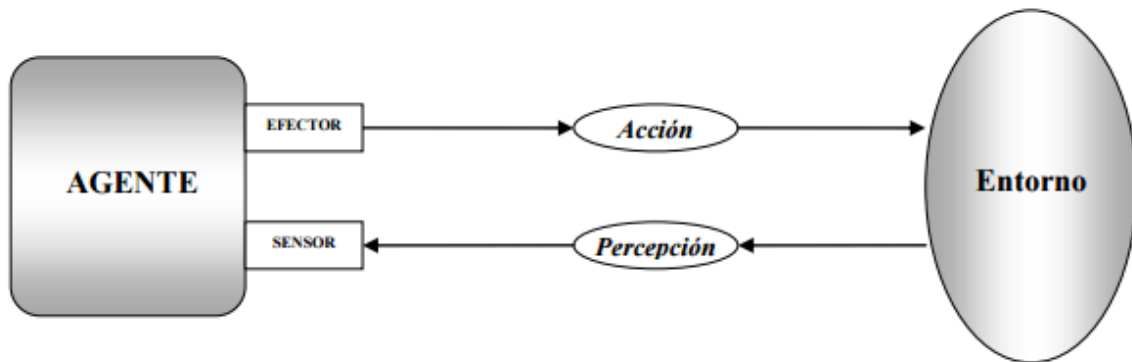 EFECTOR
Acción
AGENTE
Entorno
SENSOR
Percepción